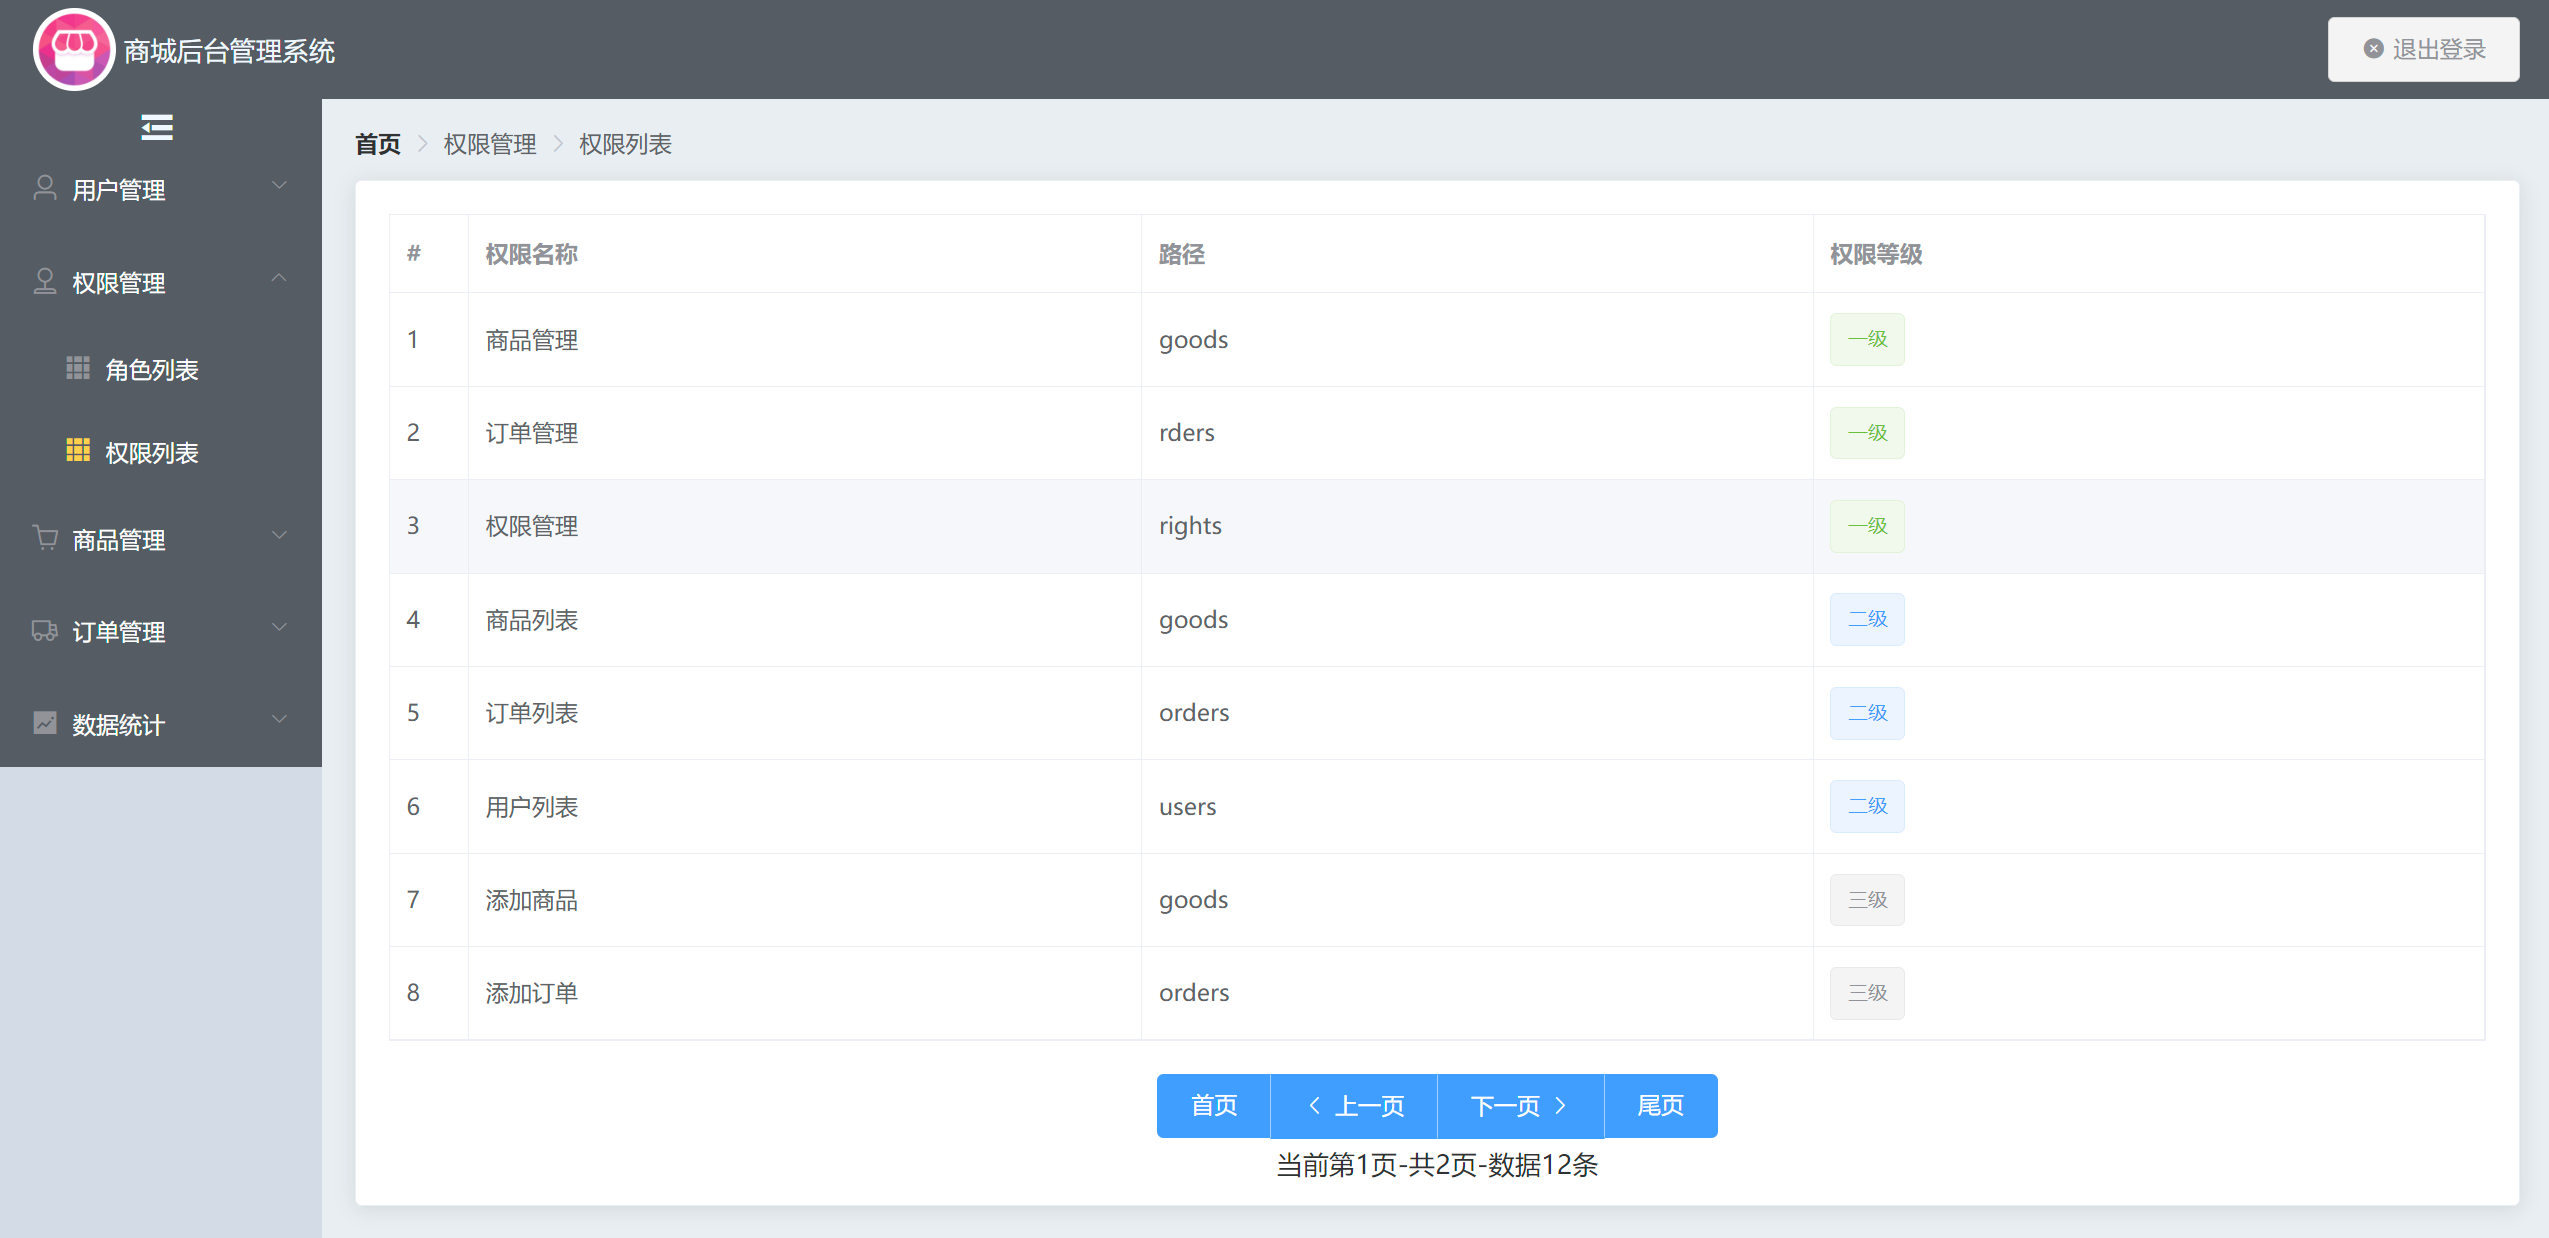 商城后台管理系统
退出登录
用户管理
权限管理
角色列表
权限列表
商品管理
订单管理
数据统计
首页 权限管理 权限列表
# 权限名称 路径 权限等级
1 商品管理 goods 一级
2 订单管理 rders 一级
3 权限管理 rights 一级
4 商品列表 goods 二级
5 订单列表 orders 二级
6 用户列表 users 二级
7 添加商品 goods 三级
8 添加订单 orders 三级
首页 上一页 下一页 尾页
当前第1页-共2页-数据12条